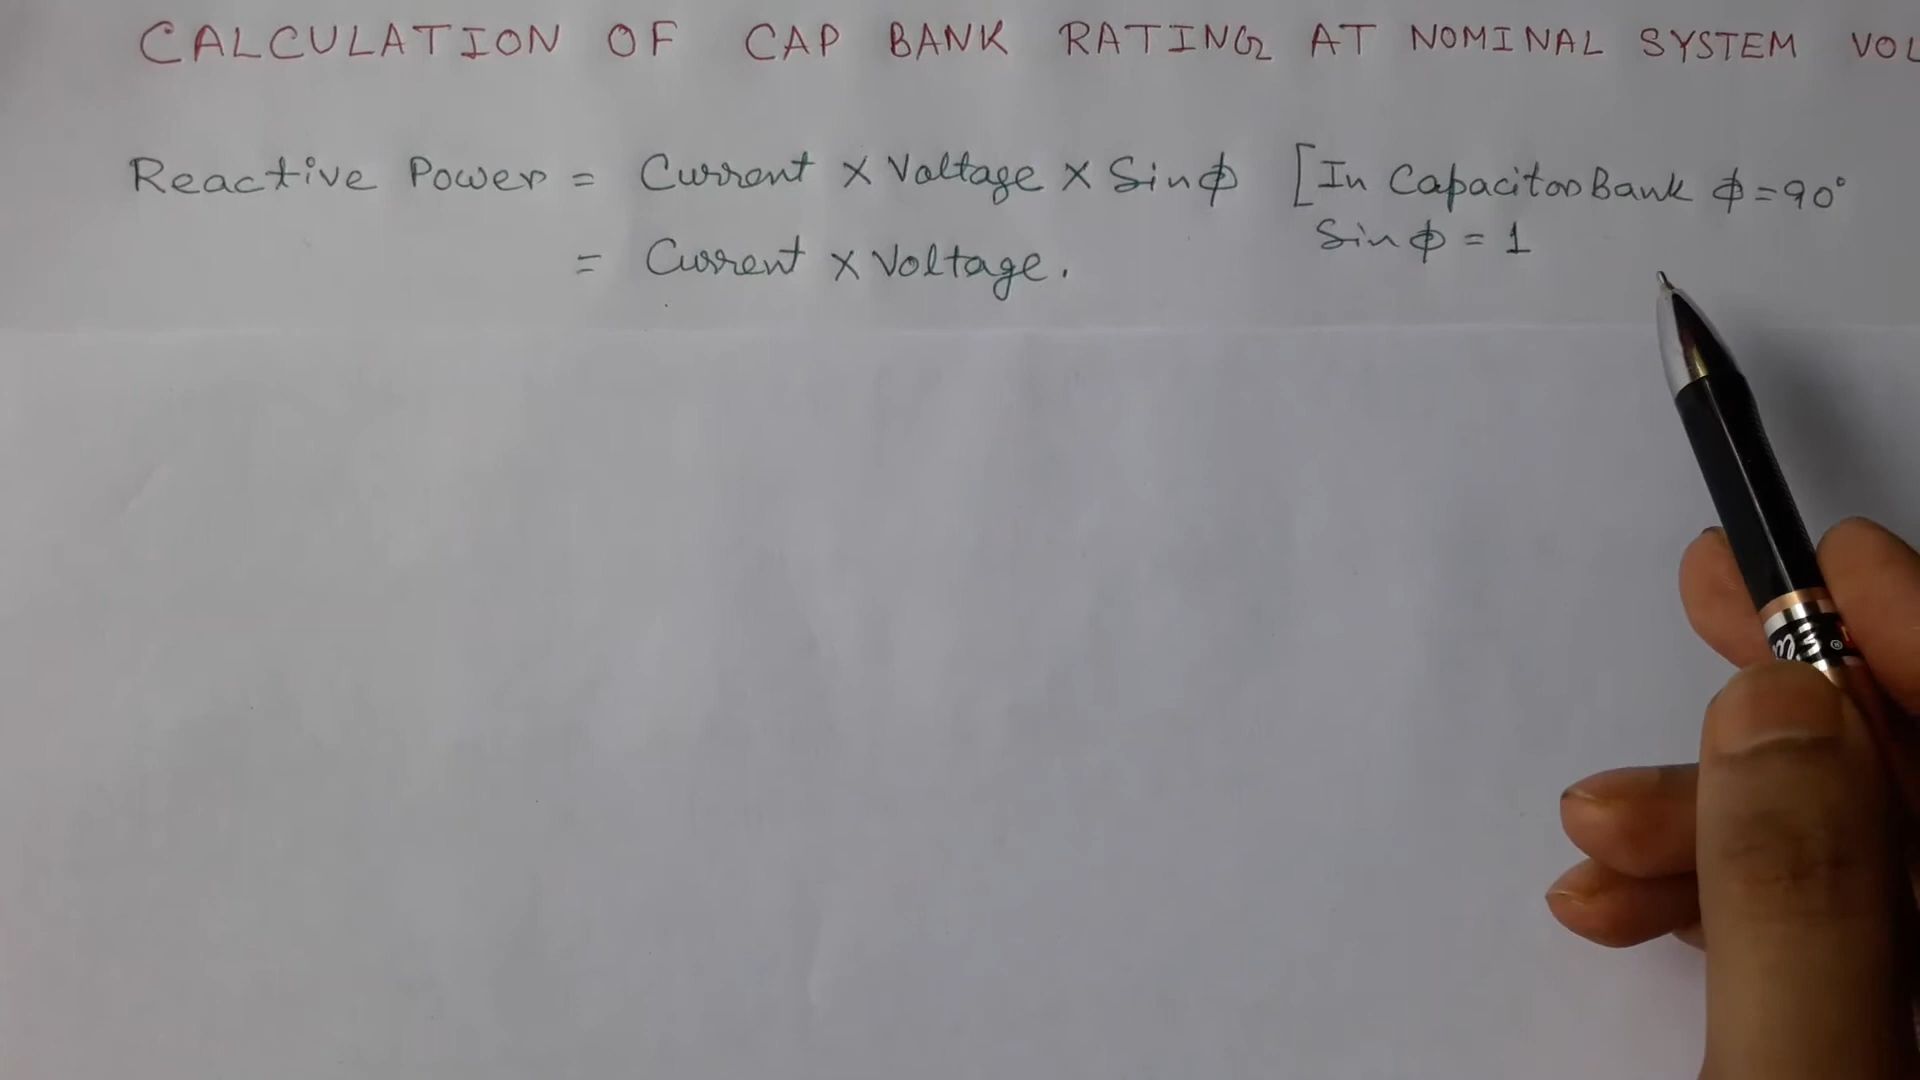 CALCULATION OF CAP BANK RATING AT NOMINAL SYSTEM VOL
Reactive Power = Current X Voltage X Sinϕ [In Capacitor Bank ϕ=90°
Sinϕ = 1
= Current X Voltage.